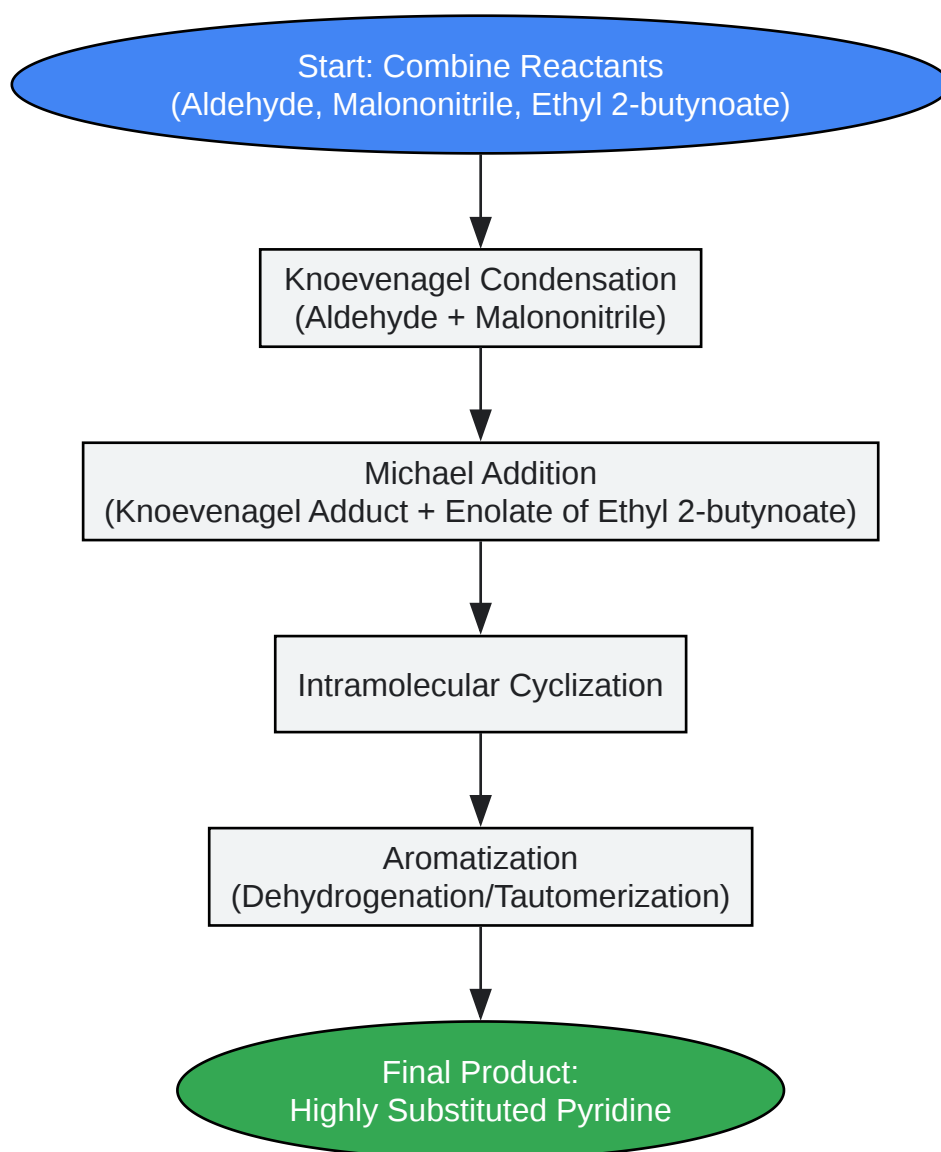 Start: Combine Reactants
(Aldehyde, Malononitrile, Ethyl 2-butynoate)
Knoevenagel Condensation
(Aldehyde + Malononitrile)
Michael Addition
(Knoevenagel Adduct + Enolate of Ethyl 2-butynoate)
Intramolecular Cyclization
Aromatization
(Dehydrogenation/Tautomerization)
Final Product:
Highly Substituted Pyridine